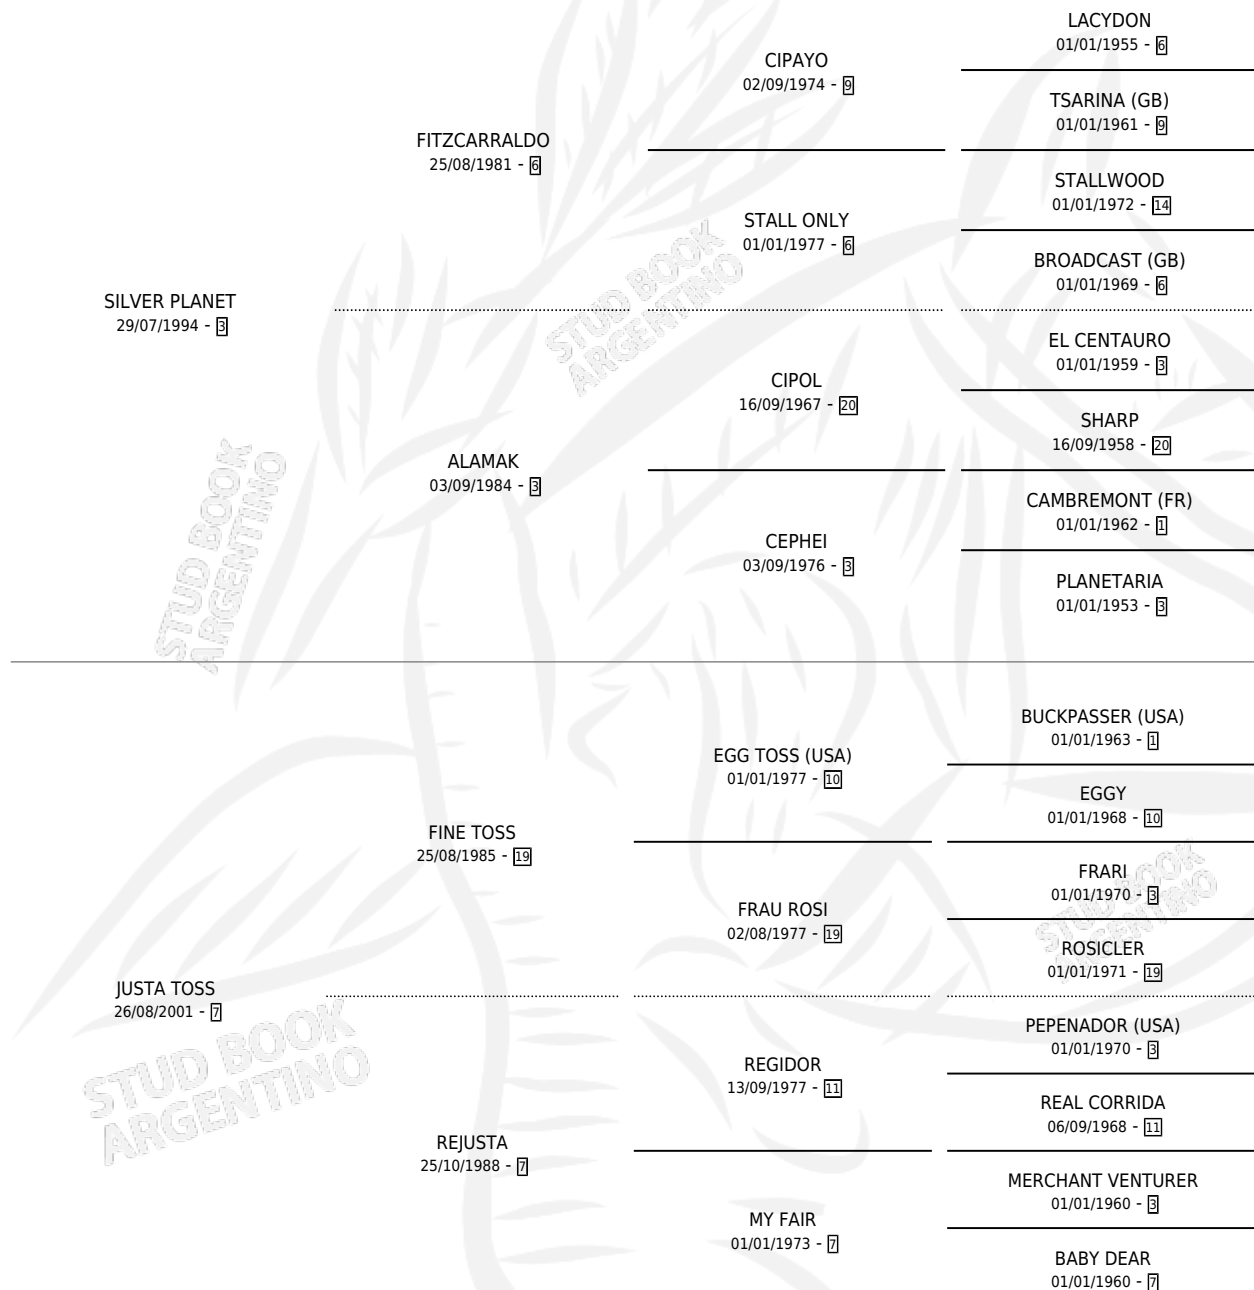 LACYDON
01/01/1955 - 6
CIPAYO
02/09/1974 - 9
TSARINA (GB)
01/01/1961 - 9
FITZCARRALDO
25/08/1981 - 6
STALLWOOD
01/01/1972 - 14
STALL ONLY
01/01/1977 - 6
BROADCAST (GB)
01/01/1969 - 6
SILVER PLANET
29/07/1994 - 3
STUD BOOK
ARGENTINO
EL CENTAURO
01/01/1959 - 3
CIPOL
16/09/1967 - 20
SHARP
16/09/1958 - 20
ALAMAK
03/09/1984 - 3
CAMBREMONT (FR)
01/01/1962 - 1
CEPHEI
03/09/1976 - 3
PLANETARIA
01/01/1953 - 3
STUD BOOK
ARGENTINO
BUCKPASSER (USA)
01/01/1963 - 1
EGG TOSS (USA)
01/01/1977 - 10
EGGY
01/01/1968 - 10
FINE TOSS
25/08/1985 - 19
FRARI
01/01/1970 - 3
FRAU ROSI
02/08/1977 - 19
ROSICLER
01/01/1971 - 19
STUD BOOK
ARGENTINO
JUSTA TOSS
26/08/2001 - 7
PEPENADOR (USA)
01/01/1970 - 3
REGIDOR
13/09/1977 - 11
REAL CORRIDA
06/09/1968 - 11
STUD BOOK
ARGENTINO
REJUSTA
25/10/1988 - 7
MERCHANT VENTURER
01/01/1960 - 3
MY FAIR
01/01/1973 - 7
BABY DEAR
01/01/1960 - 7